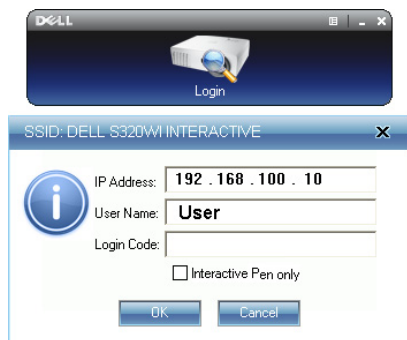 DELL
Login
SSID: DELL S320WI INTERACTIVE
IP Address: 192 . 168 . 100 . 10
User Name: User
Login Code:
Interactive Pen only
OK Cancel